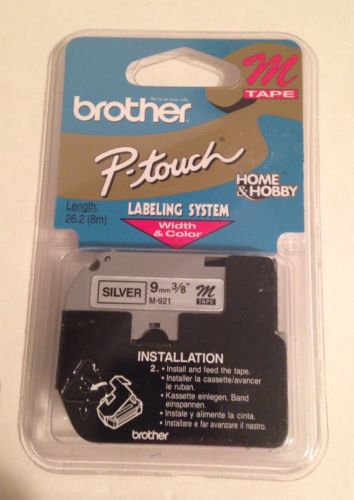 m
TAPE
brother
P-touch
HOME
& HOBBY
Length:
26.2 (8m)
LABELING SYSTEM
Width
& Color
SILVER
9mm 3/8"
M-921
m
TAPE
INSTALLATION
2. • Install and feed the tape.
• Installer la cassette/avancer
le ruban.
• Kassette einlegen, Band
einspannen.
• Instale y alimente la cinta.
• Installare e far avanzare il nastro.
brother